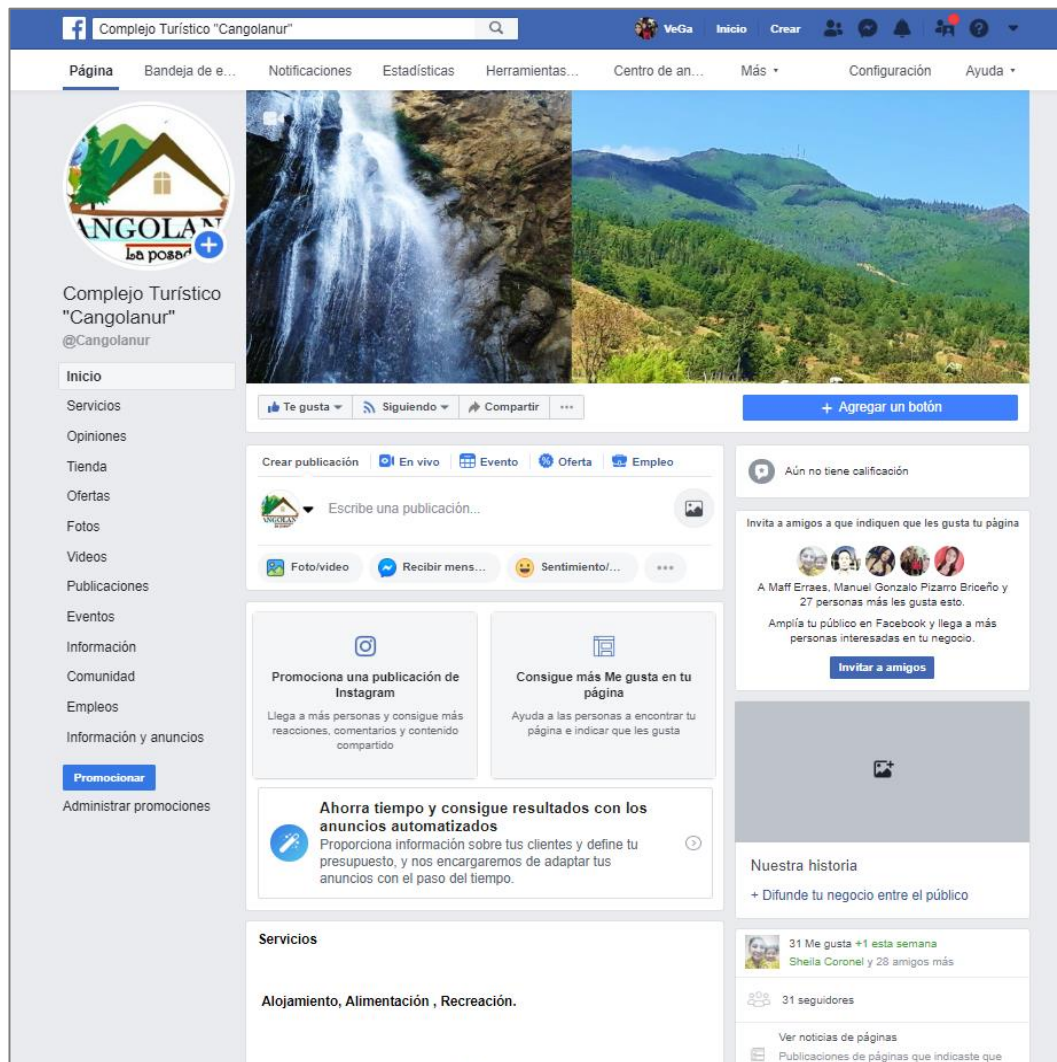 Complejo Turístico "Cangolanur"
VeGa Inicio Crear
Página Bandeja de e... Notificaciones Estadísticas Herramientas... Centro de an... Más Configuración Ayuda
ANGOLAN
La posad
Complejo Turístico
"Cangolanur"
@Cangolanur
Inicio
Servicios
Opiniones
Tienda
Ofertas
Fotos
Videos
Publicaciones
Eventos
Información
Comunidad
Empleos
Información y anuncios
Promocionar
Administrar promociones
Te gusta Siguiendo Compartir ...
+ Agregar un botón
Crear publicación En vivo Evento Oferta Empleo
ANGOLAN
Escribe una publicación...
Foto/video Recibir mens... Sentimiento/... ...
Promociona una publicación de
Instagram
Llega a más personas y consigue más
reacciones, comentarios y contenido
compartido
Consigue más Me gusta en tu
página
Ayuda a las personas a encontrar tu
página e indicar que les gusta
Ahorra tiempo y consigue resultados con los
anuncios automatizados
Proporciona información sobre tus clientes y define tu
presupuesto, y nos encargaremos de adaptar tus
anuncios con el paso del tiempo.
Servicios
Alojamiento, Alimentación , Recreación.
Aún no tiene calificación
Invita a amigos a que indiquen que les gusta tu página
A Maff Erraes, Manuel Gonzalo Pizarro Briceño y
27 personas más les gusta esto.
Amplía tu público en Facebook y llega a más
personas interesadas en tu negocio.
Invitar a amigos
Nuestra historia
+ Difunde tu negocio entre el público
31 Me gusta +1 esta semana
Sheila Coronel y 28 amigos más
31 seguidores
Ver noticias de páginas
Publicaciones de páginas que indicaste que